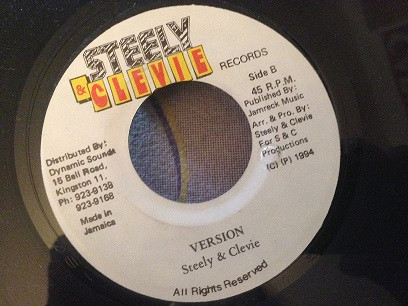 STEELY
& CLEVIE
RECORDS
Side B
45 R.P.M.
Published By:
Jamreck Music
Arr. & Pro. By:
Steely & Clevie
For S & C
Productions
(C) (P) 1994
Distributed By:
Dynamic Sounds
15 Bell Road,
Kingston 11.
Ph: 923-9138
923-9168
Made in
Jamaica
VERSION
Steely & Clevie
All Rights Reserved